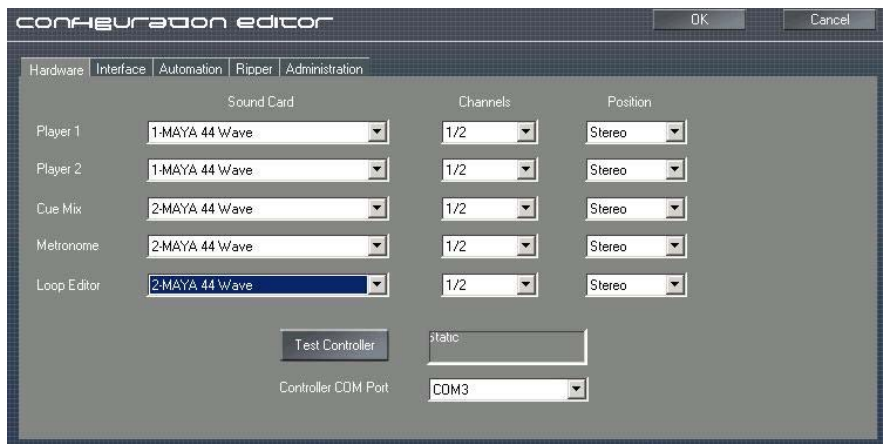 configuration editor OK Cancel
Hardware Interface Automation Ripper Administration
Sound Card Channels Position
Player 1 1-MAYA 44 Wave 1/2 Stereo
Player 2 1-MAYA 44 Wave 1/2 Stereo
Cue Mix 2-MAYA 44 Wave 1/2 Stereo
Metronome 2-MAYA 44 Wave 1/2 Stereo
Loop Editor 2-MAYA 44 Wave 1/2 Stereo
Test Controller Static
Controller COM Port COM3